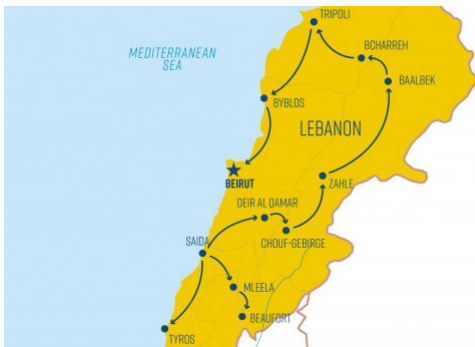 TRIPOLI
MEDITERRANEAN
SEA
BCHARREH
BAALBEK
BYBLOS
LEBANON
BEIRUT
ZAHLE
DEIR AL QAMAR
SAIDA
CHOUF-GEBIRGE
MLEELA
BEAUFORT
TYROS